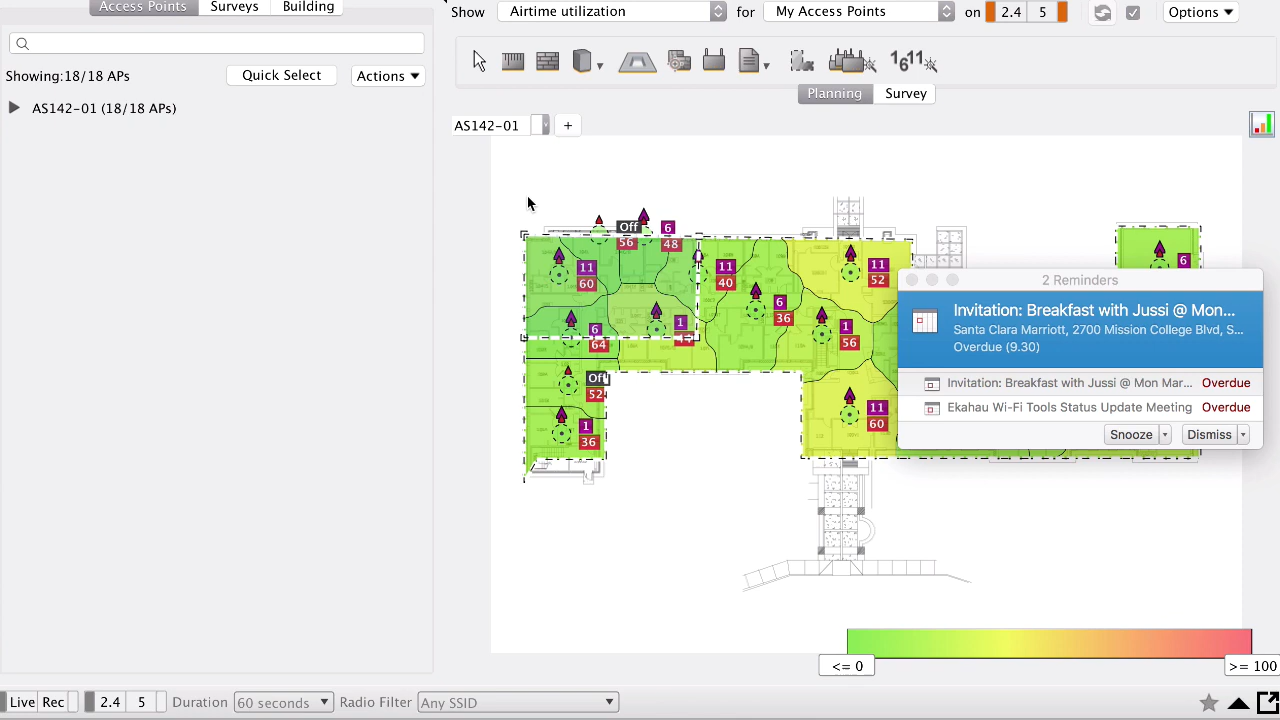 Access Points Surveys Building
Showing:18/18 APs Quick Select Actions
AS142-01 (18/18 APs)
Show Airtime utilization for My Access Points on 2.4 5 Options
1611
Planning Survey
AS142-01 +
Off 6
56 48
11
60
11
40
11
52
6
6
36
6
64
1
1
56
Off
52
11
60
1
36
2 Reminders
Invitation: Breakfast with Jussi @ Mon...
Santa Clara Marriott, 2700 Mission College Blvd, S...
Overdue (9.30)
Invitation: Breakfast with Jussi @ Mon Mar... Overdue
Ekahau Wi-Fi Tools Status Update Meeting Overdue
Snooze Dismiss
<= 0 >= 100
Live Rec 2.4 5 Duration 60 seconds Radio Filter Any SSID